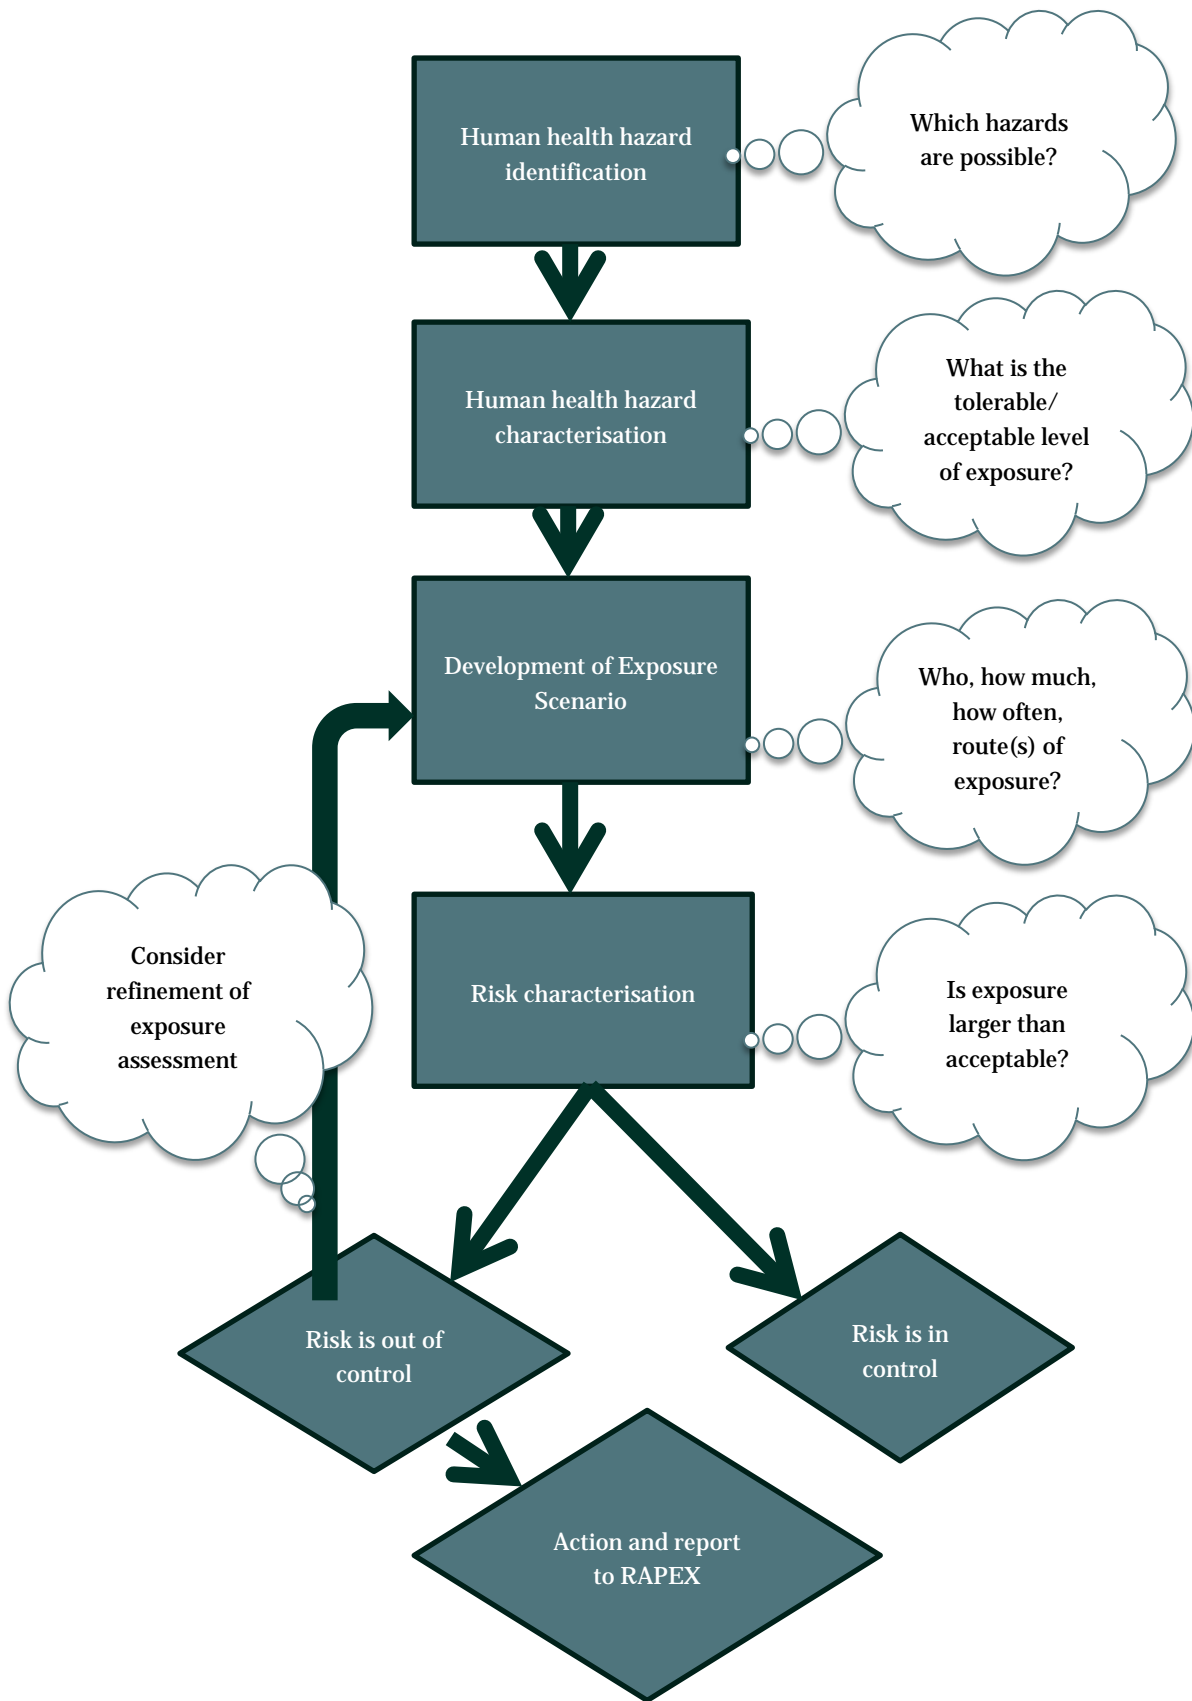 Human health hazard
identification
Which hazards
are possible?
Human health hazard
characterisation
What is the
tolerable/
acceptable level
of exposure?
Development of Exposure
Scenario
Who, how much,
how often,
route(s) of
exposure?
Consider
refinement of
exposure
assessment
Risk characterisation
Is exposure
larger than
acceptable?
Risk is out of
control
Risk is in
control
Action and report
to RAPEX